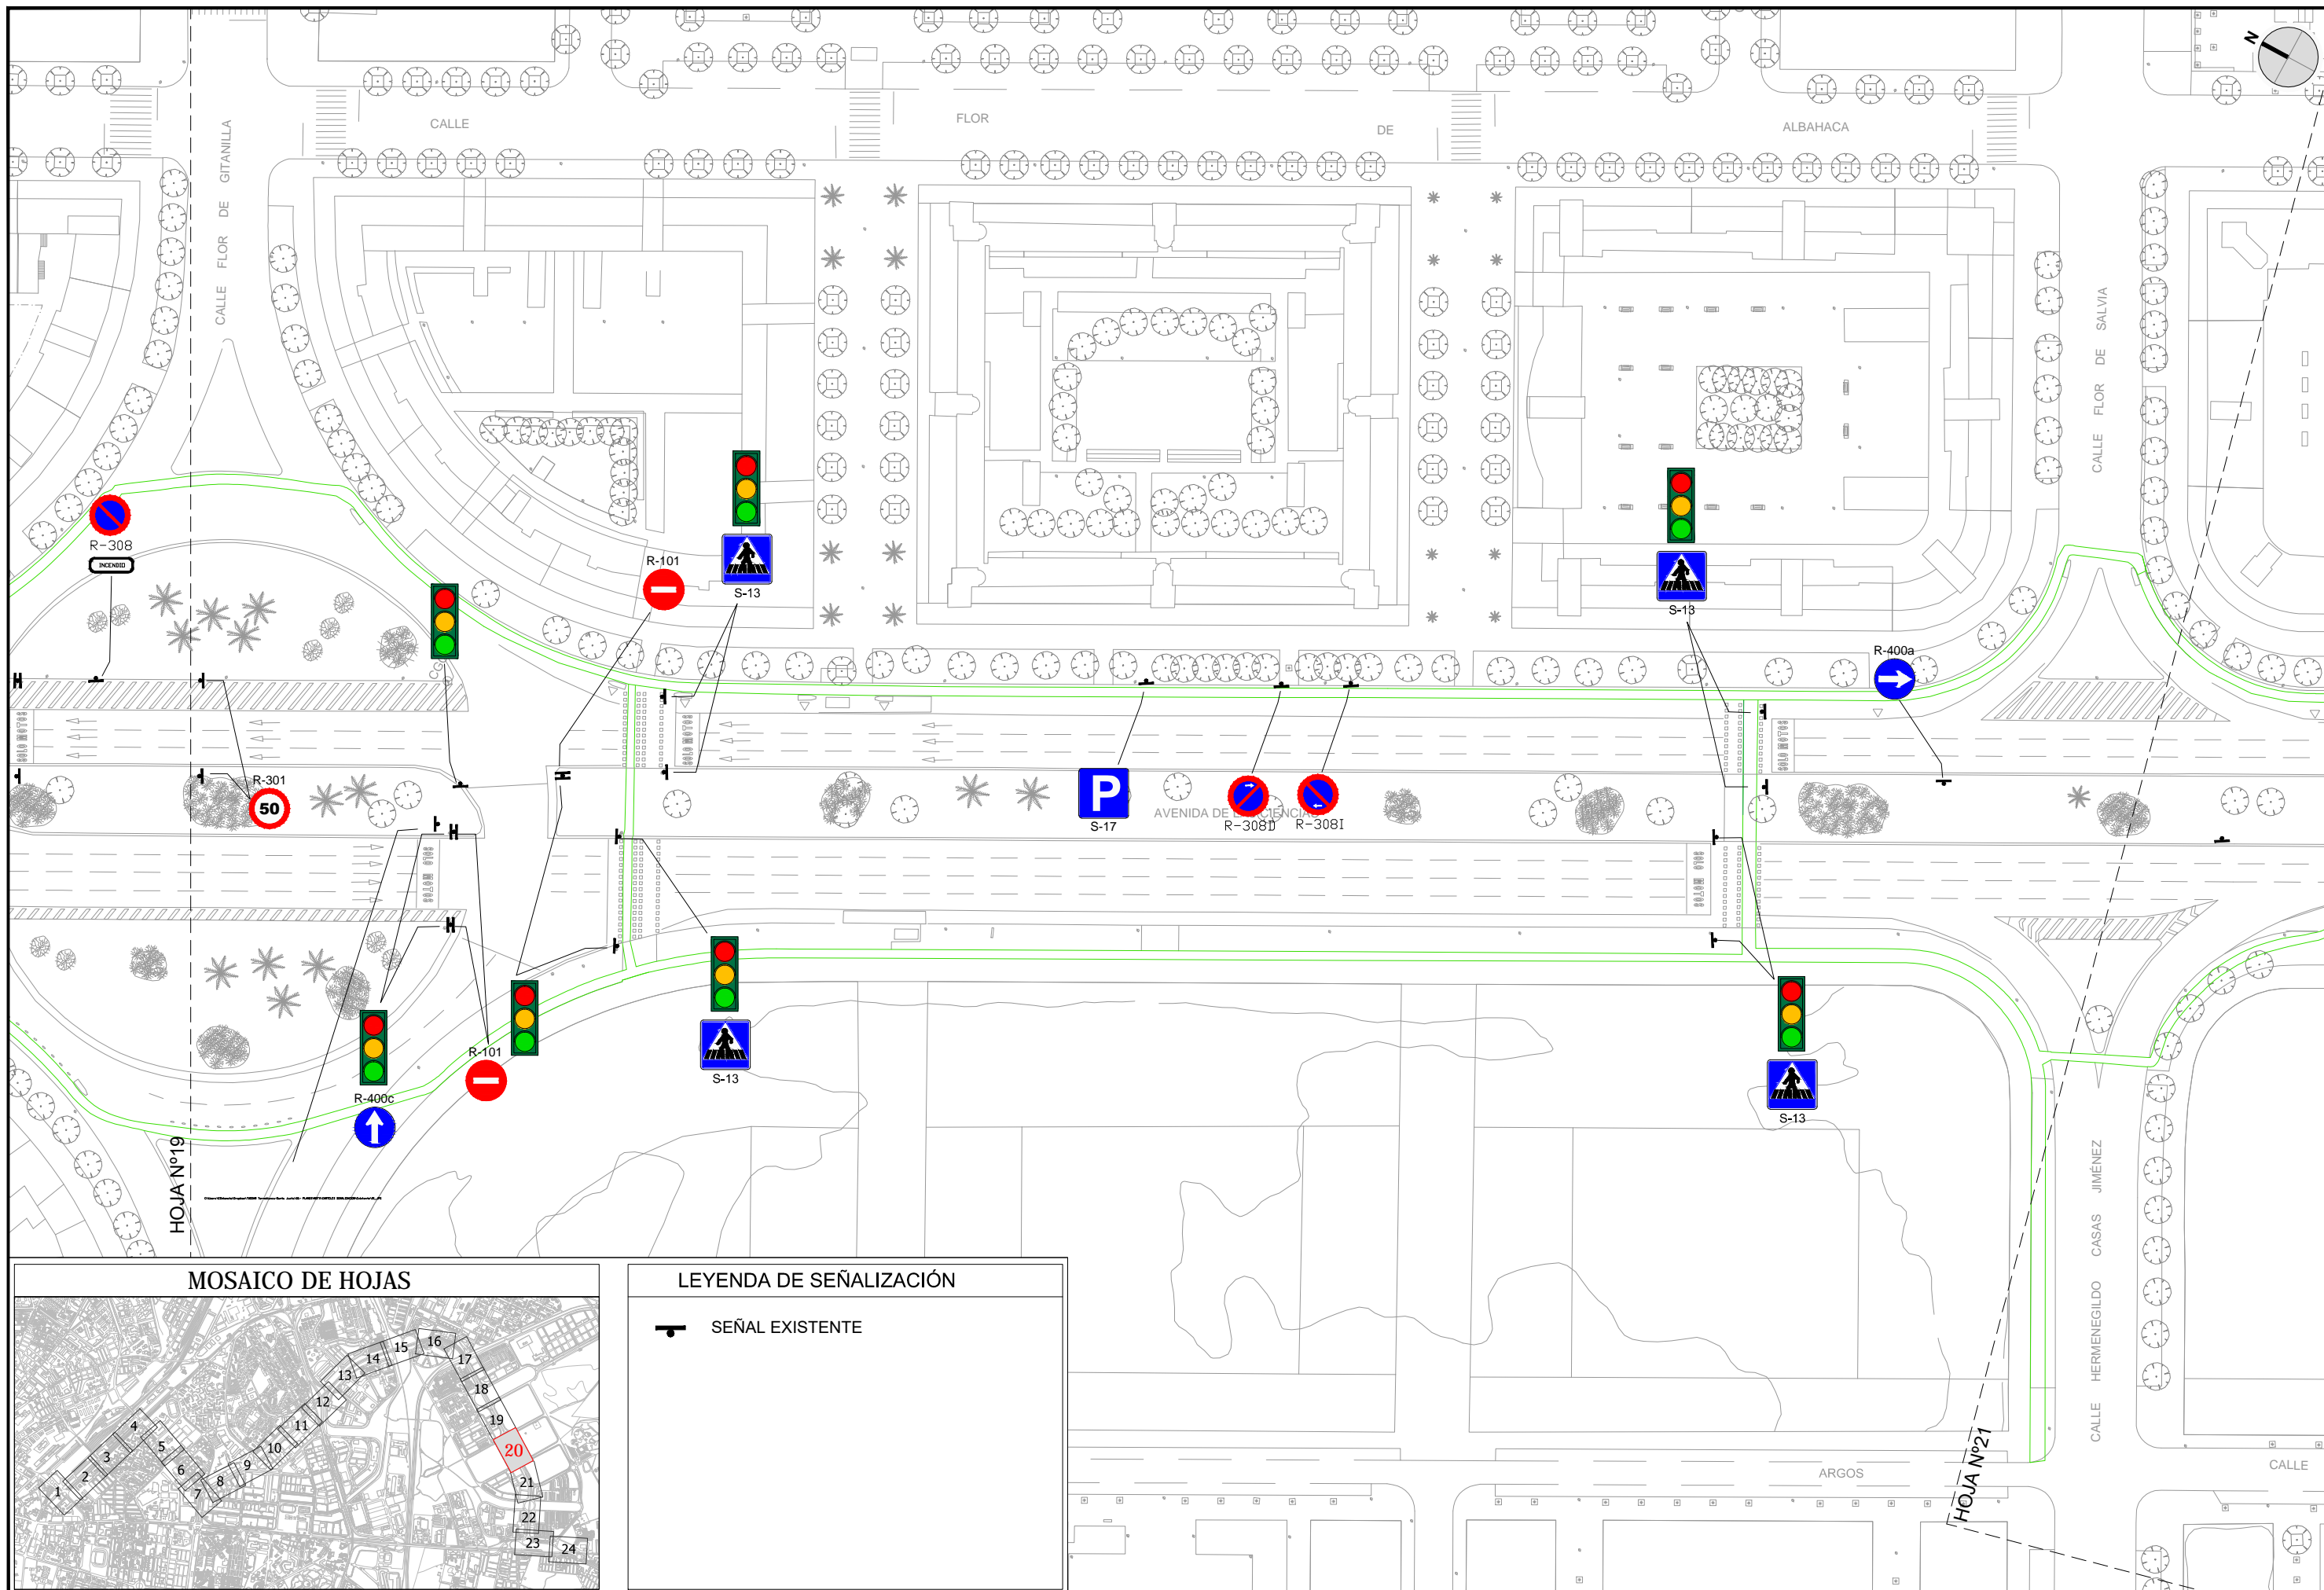 N
CALLE
FLOR
DE
ALBAHACA
CALLE FLOR DE GITANILLA
CALLE FLOR DE SALVIA
R-308
INCENDIO
R-101
S-13
S-13
R-400a
R-301
50
P
S-17
AVENIDA DE
CIENCIAS
R-308D
R-308I
R-101
R-400c
S-13
S-13
HOJA Nº19
CALLE HERMENEGILDO CASAS JIMÉNEZ
HOJA Nº21
ARGOS
CALLE
MOSAICO DE HOJAS
1
2
3
4
5
6
7
8
9
10
11
12
13
14
15
16
17
18
19
20
21
22
23
24
LEYENDA DE SEÑALIZACIÓN
SEÑAL EXISTENTE